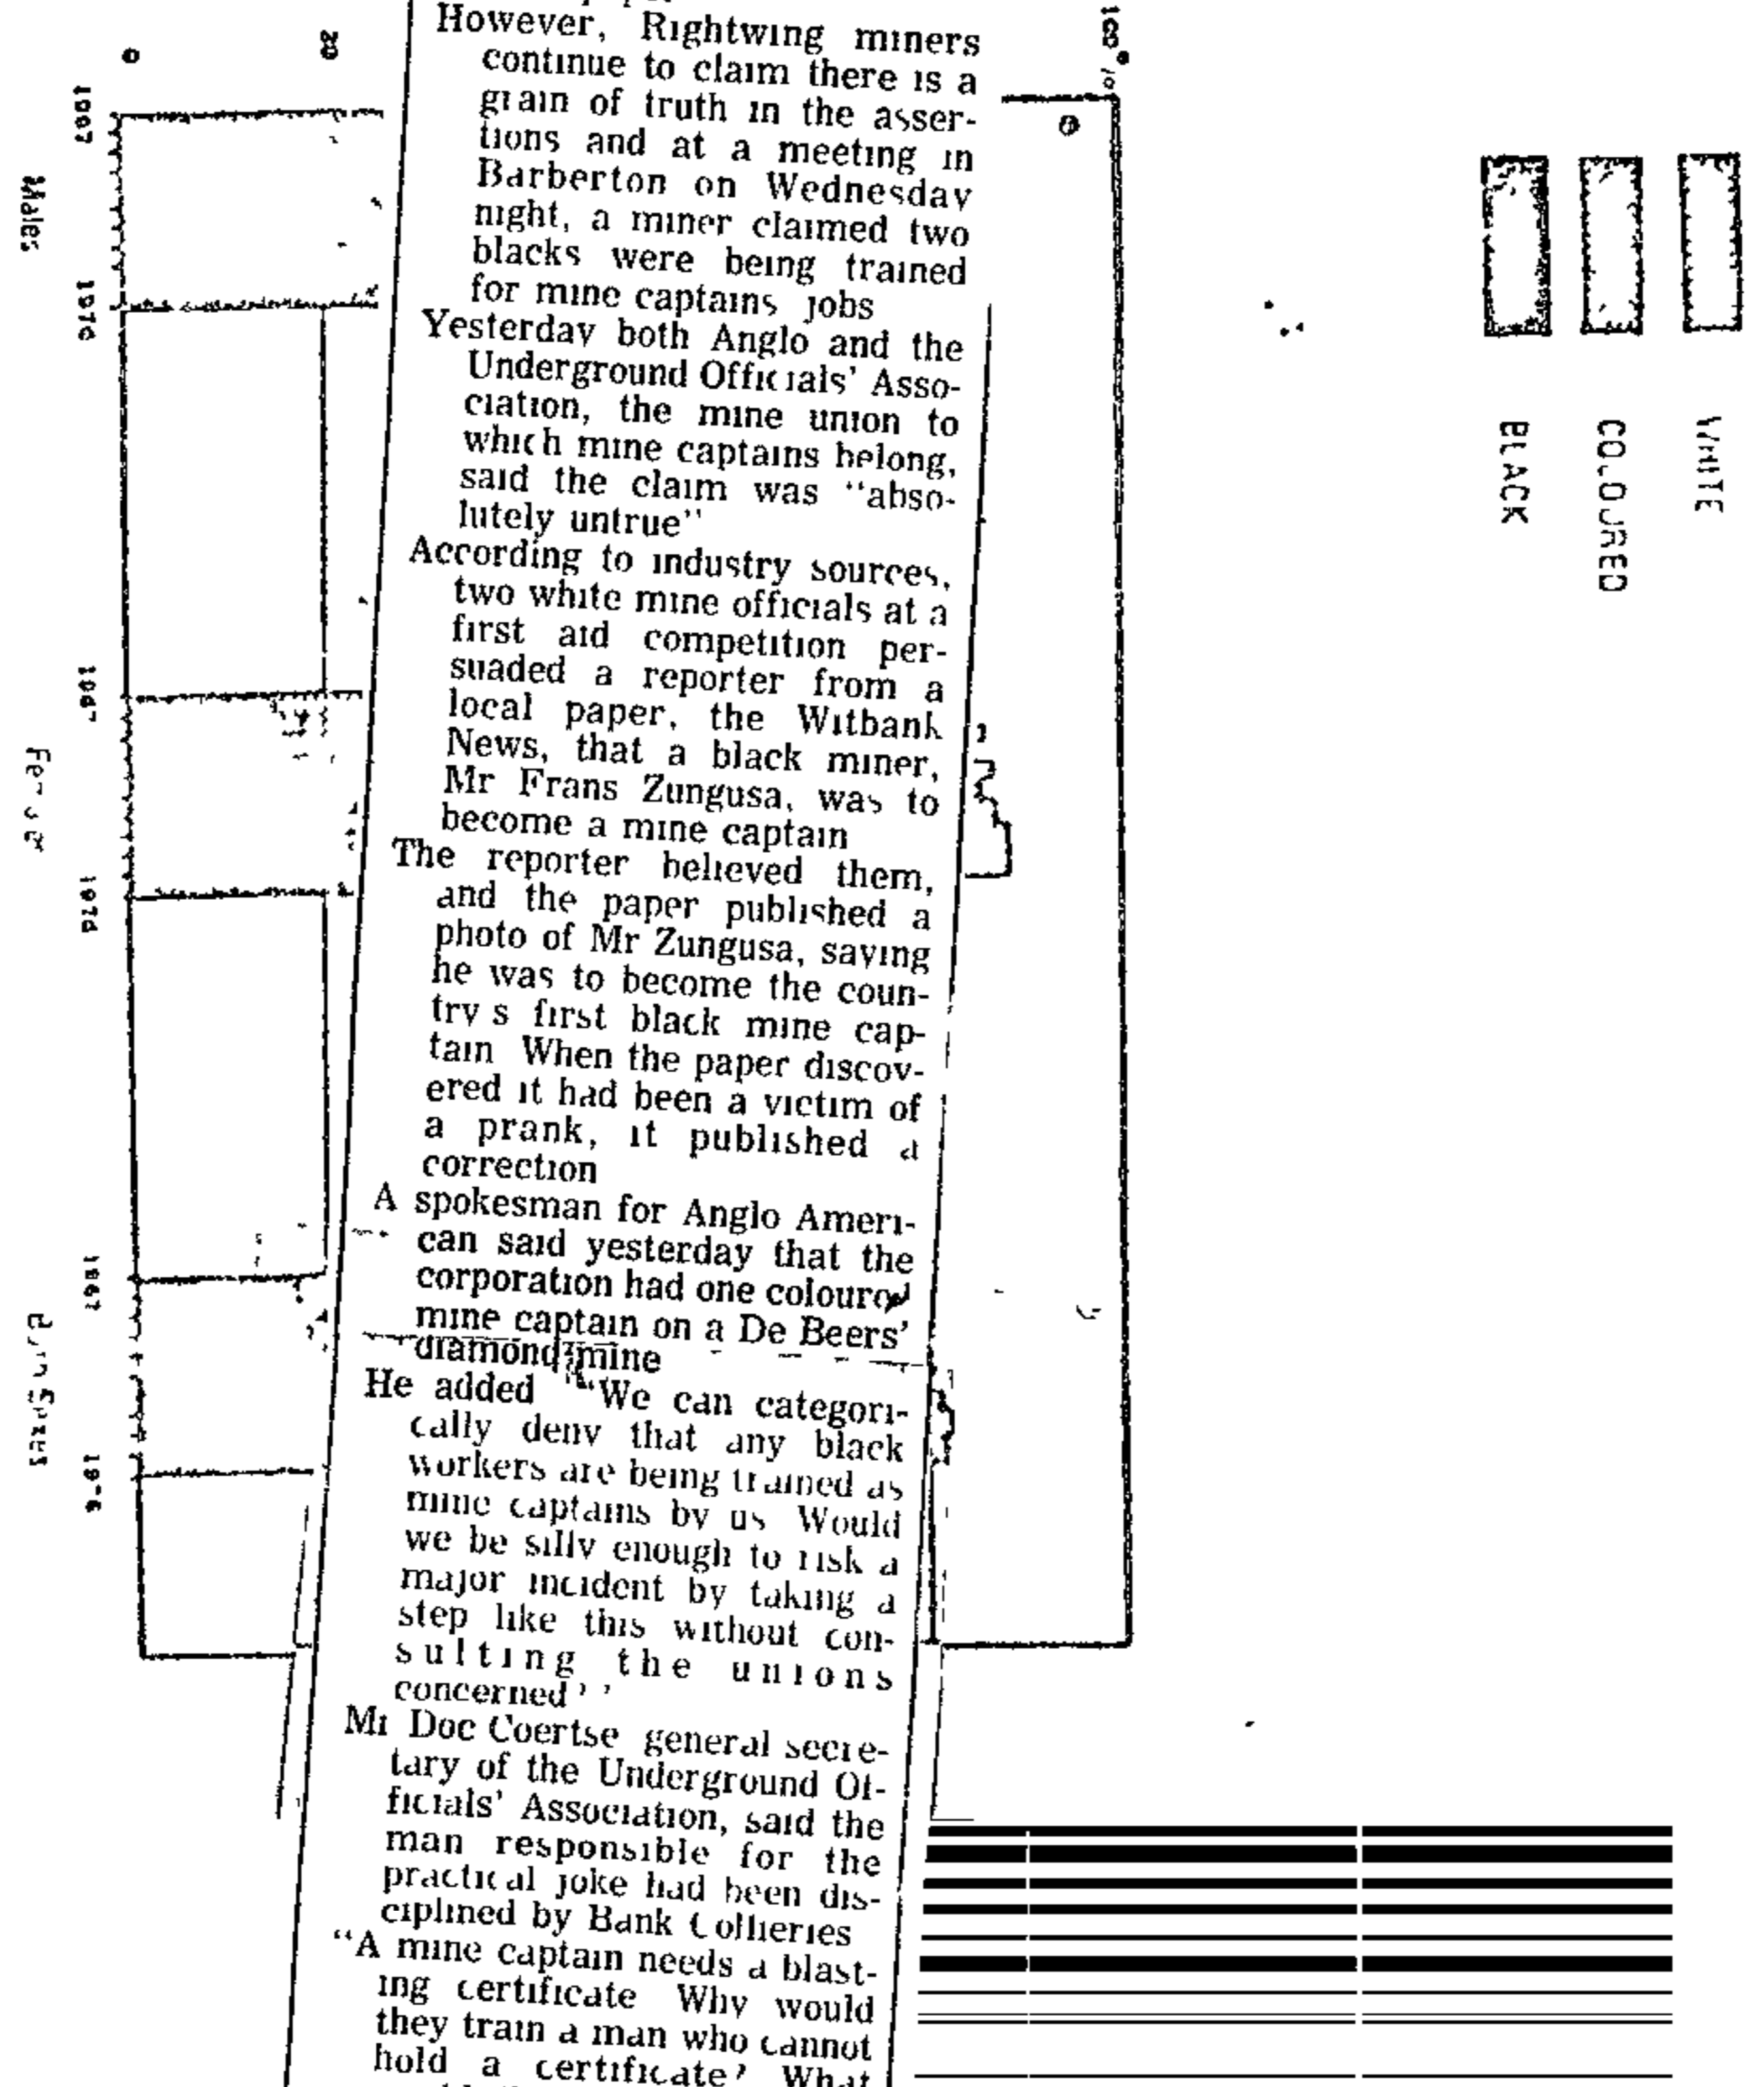 However, Rightwing miners
continue to claim there is a
grain of truth in the asser-
tions and at a meeting in
Barberton on Wednesday
night, a miner claimed two
blacks were being trained
for mine captains jobs
Yesterday both Anglo and the
Underground Officials' Asso-
ciation, the mine union to
which mine captains belong,
said the claim was "abso-
lutely untrue"
According to industry sources,
two white mine officials at a
first aid competition per-
suaded a reporter from a
local paper, the Witbank
News, that a black miner,
Mr Frans Zungusa, was to
become a mine captain
The reporter believed them,
and the paper published a
photo of Mr Zungusa, saying
he was to become the coun-
try s first black mine cap-
tain When the paper discov-
ered it had been a victim of
a prank, it published a
correction
A spokesman for Anglo Ameri-
can said yesterday that the
corporation had one coloured
mine captain on a De Beers'
diamond mine
He added "We can categori-
cally deny that any black
workers are being trained as
mine captains by us Would
we be silly enough to risk a
major incident by taking a
step like this without con-
sulting the unions
concerned''
Mr Doc Coertse general secre-
tary of the Underground Of-
ficials' Association, said the
man responsible for the
practical joke had been dis-
ciplined by Bank Collieries
"A mine captain needs a blast-
ing certificate Why would
they train a man who cannot
hold a certificate? What
0
20
100
Males
1970
WHITE
COLOURED
BLACK